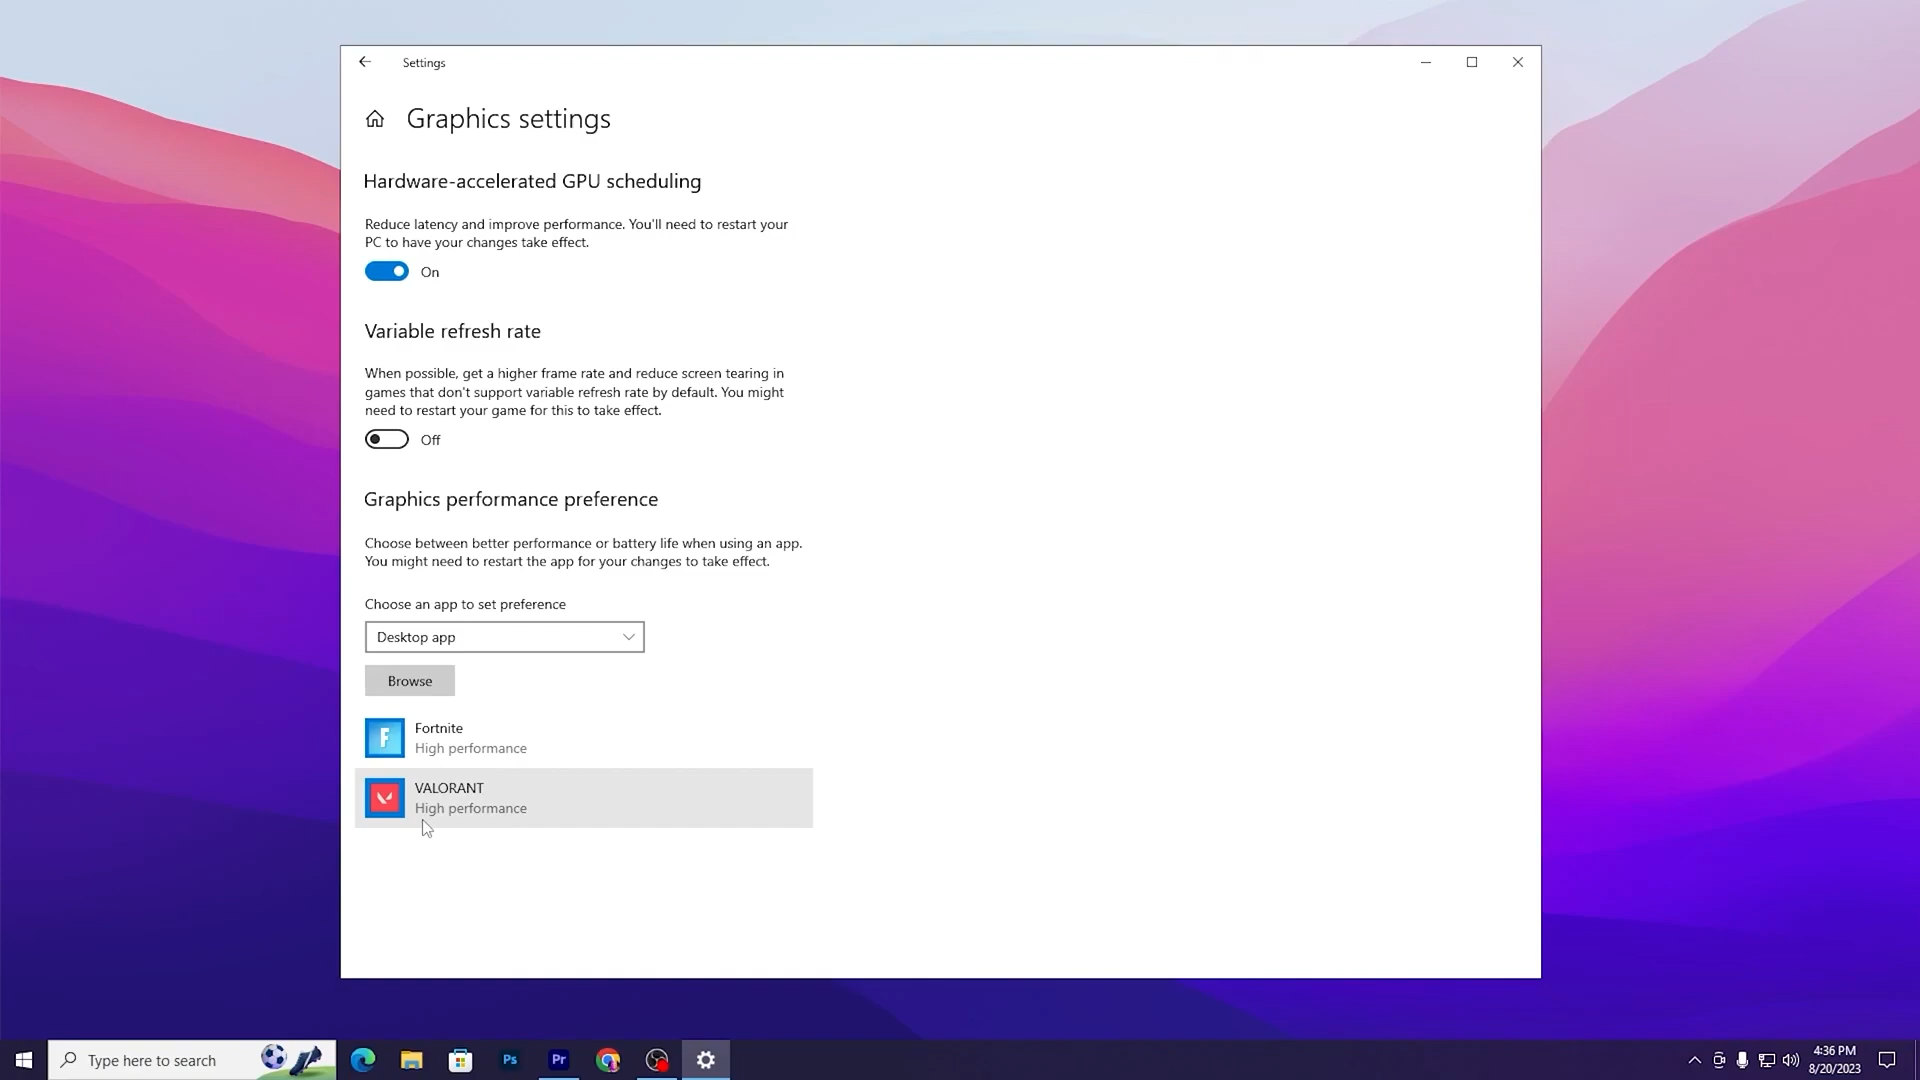 Settings
Graphics settings
Hardware-accelerated GPU scheduling
Reduce latency and improve performance. You'll need to restart your
PC to have your changes take effect.
On
Variable refresh rate
When possible, get a higher frame rate and reduce screen tearing in
games that don't support variable refresh rate by default. You might
need to restart your game for this to take effect.
Off
Graphics performance preference
Choose between better performance or battery life when using an app.
You might need to restart the app for your changes to take effect.
Choose an app to set preference
Desktop app
Browse
F
Fortnite
High performance
VALORANT
High performance
Type here to search
Ps
Pr
4:36 PM
8/20/2023